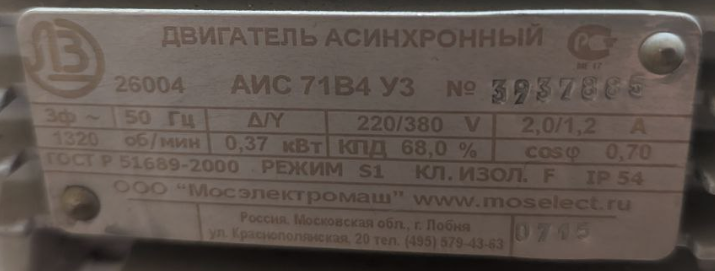 ЛЭЗ
ДВИГАТЕЛЬ АСИНХРОННЫЙ
26004 АИС 71В4 У3 №
3ф ~ 50 Гц Δ/Y 220/380 V 2,0/1,2 А
1320 об/мин 0,37 кВт КПД 68,0 % cosφ 0,70
ГОСТ Р 51689-2000 РЕЖИМ S1 КЛ. ИЗОЛ. F IP 54
ООО "Мосэлектромаш" www.moselect.ru
Россия, Московская обл., г. Лобня
ул. Краснополянская, 20 тел. (495) 579-43-63
0715